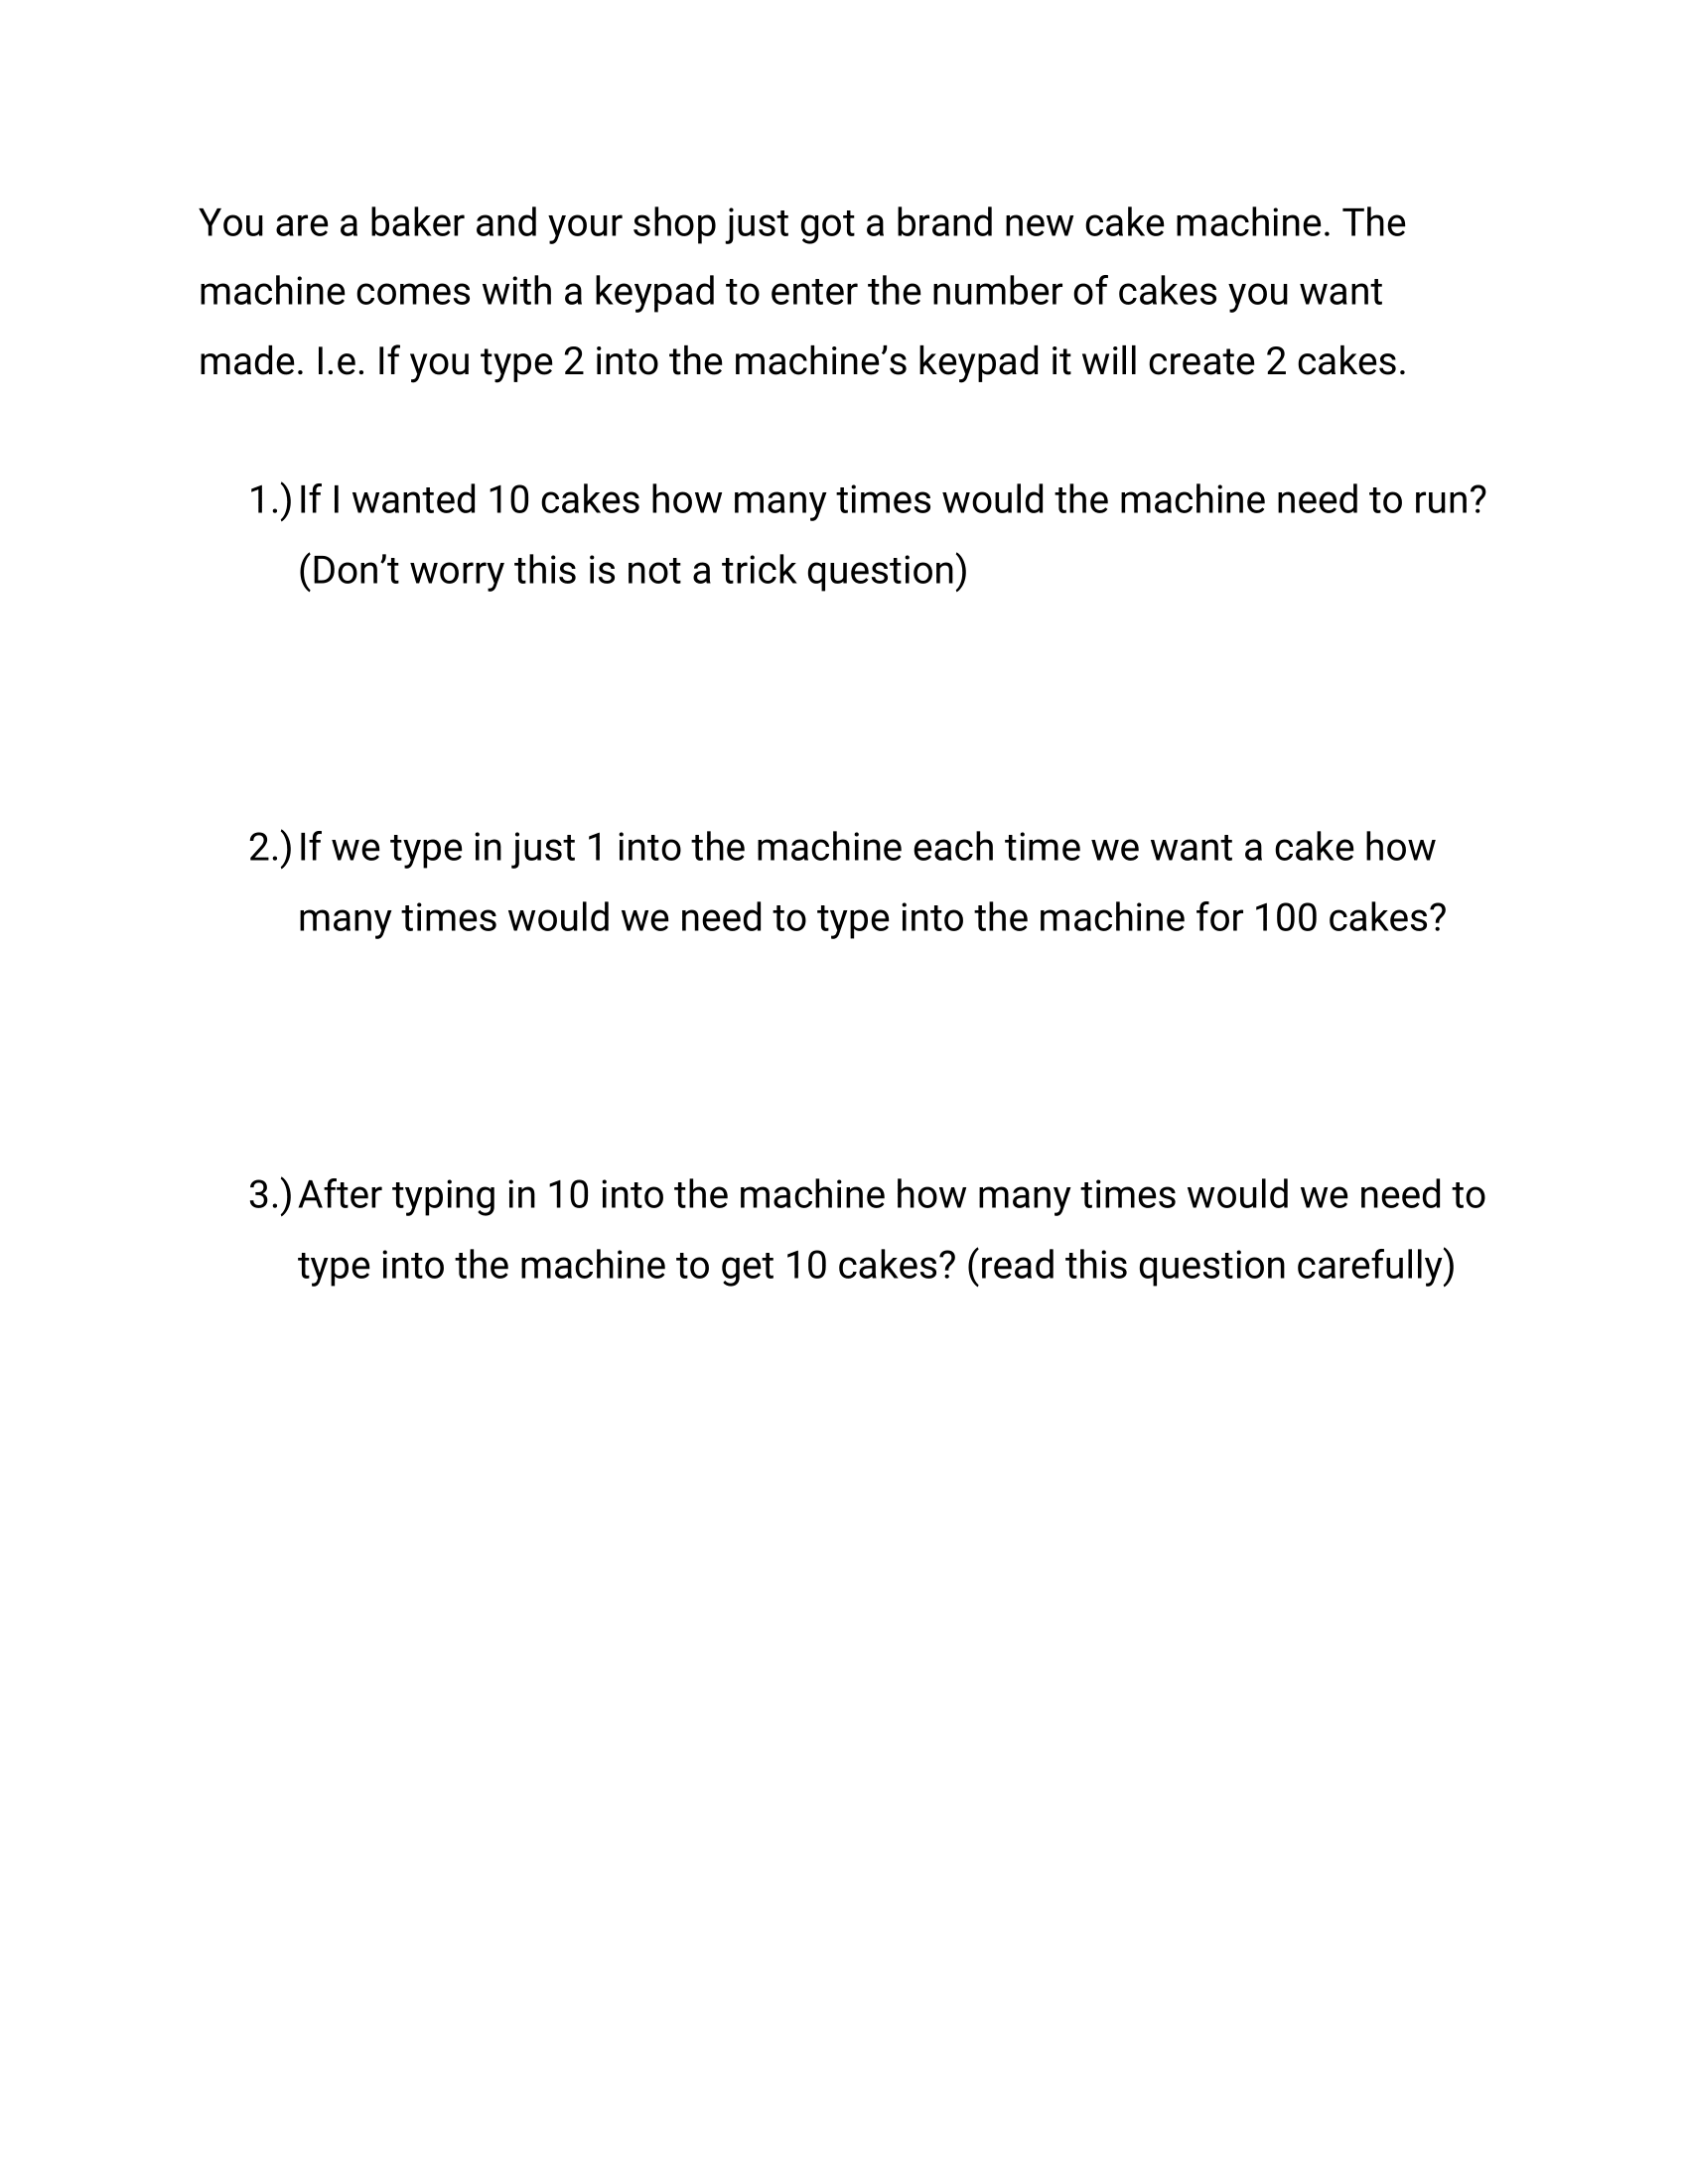 You are a baker and your shop just got a brand new cake machine. The
machine comes with a keypad to enter the number of cakes you want
made. I.e. If you type 2 into the machine’s keypad it will create 2 cakes.
1.) If I wanted 10 cakes how many times would the machine need to run?
(Don’t worry this is not a trick question)
2.) If we type in just 1 into the machine each time we want a cake how
many times would we need to type into the machine for 100 cakes?
3.) After typing in 10 into the machine how many times would we need to
type into the machine to get 10 cakes? (read this question carefully)